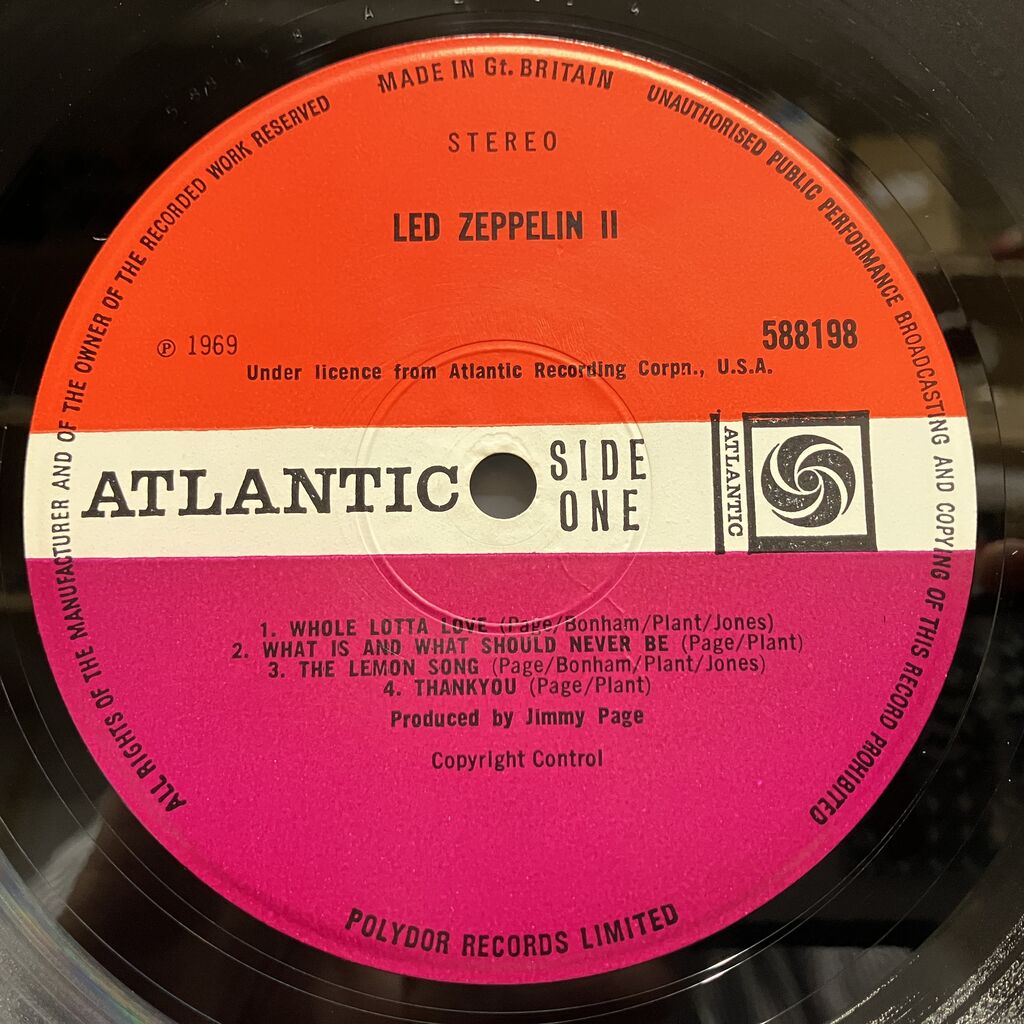 MADE IN Gt. BRITAIN
UNAUTHORISED PUBLIC PERFORMANCE BROADCASTING AND COPYING OF THIS RECORD PROHIBITED
ALL RIGHTS OF THE MANUFACTURER AND OF THE OWNER OF THE RECORDED WORK RESERVED
STEREO
LED ZEPPELIN II
℗ 1969
588198
Under licence from Atlantic Recording Corpn., U.S.A.
ATLANTIC
SIDE
ONE
ATLANTIC
1. WHOLE LOTTA LOVE (Page/Bonham/Plant/Jones)
2. WHAT IS AND WHAT SHOULD NEVER BE (Page/Plant)
3. THE LEMON SONG (Page/Bonham/Plant/Jones)
4. THANKYOU (Page/Plant)
Produced by Jimmy Page
Copyright Control
POLYDOR RECORDS LIMITED